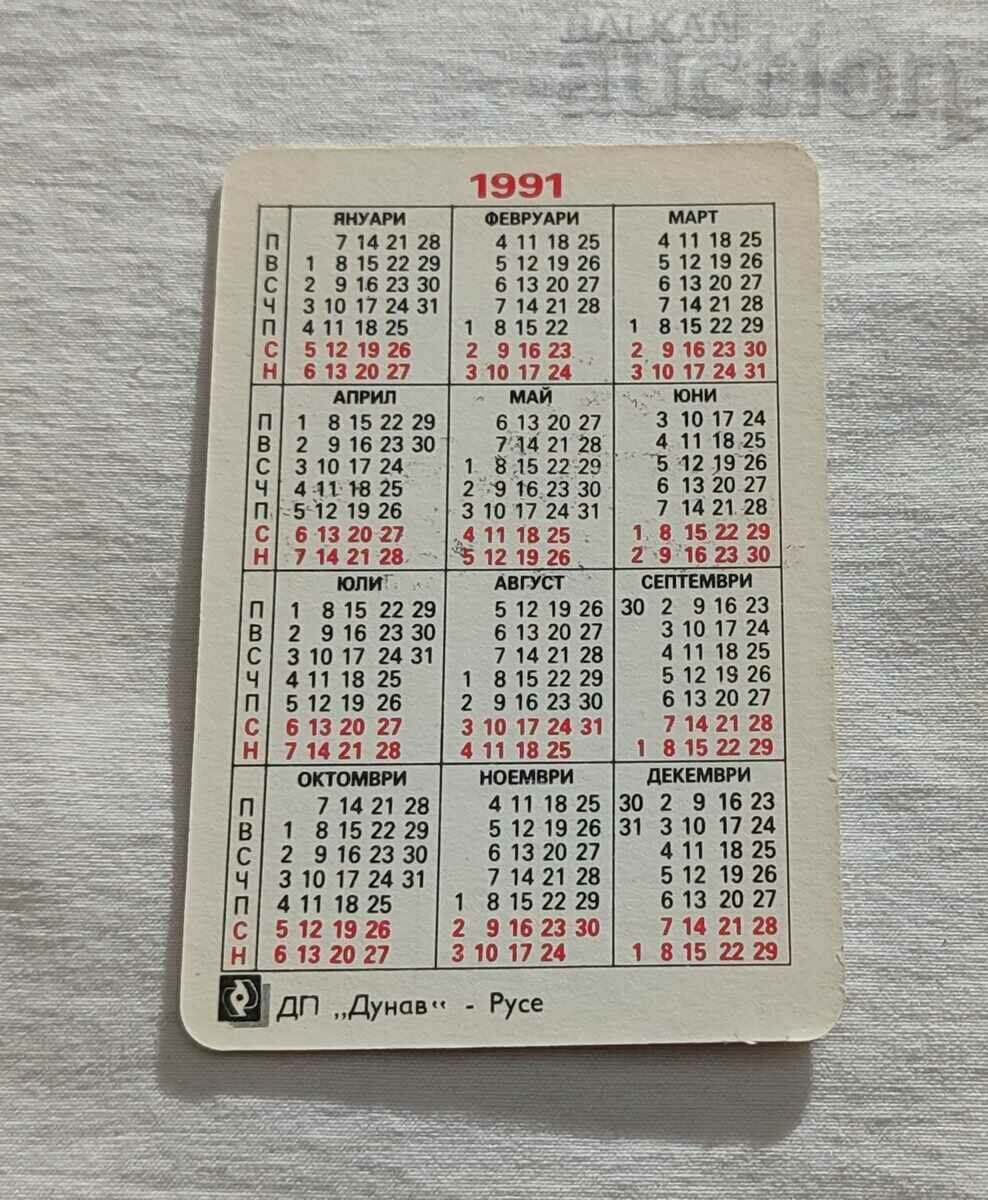 BALKAN
1991
ЯНУАРИ ФЕВРУАРИ МАРТ
П 7 14 21 28 4 11 18 25 4 11 18 25
В 1 8 15 22 29 5 12 19 26 5 12 19 26
С 2 9 16 23 30 6 13 20 27 6 13 20 27
Ч 3 10 17 24 31 7 14 21 28 7 14 21 28
П 4 11 18 25 1 8 15 22 1 8 15 22 29
С 5 12 19 26 2 9 16 23 2 9 16 23 30
Н 6 13 20 27 3 10 17 24 3 10 17 24 31
АПРИЛ МАЙ ЮНИ
П 1 8 15 22 29 6 13 20 27 3 10 17 24
В 2 9 16 23 30 7 14 21 28 4 11 18 25
С 3 10 17 24 1 8 15 22 29 5 12 19 26
Ч 4 11 18 25 2 9 16 23 30 6 13 20 27
П 5 12 19 26 3 10 17 24 31 7 14 21 28
С 6 13 20 27 4 11 18 25 1 8 15 22 29
Н 7 14 21 28 5 12 19 26 2 9 16 23 30
ЮЛИ АВГУСТ СЕПТЕМВРИ
П 1 8 15 22 29 5 12 19 26 30 2 9 16 23
В 2 9 16 23 30 6 13 20 27 3 10 17 24
С 3 10 17 24 31 7 14 21 28 4 11 18 25
Ч 4 11 18 25 1 8 15 22 29 5 12 19 26
П 5 12 19 26 2 9 16 23 30 6 13 20 27
С 6 13 20 27 3 10 17 24 31 7 14 21 28
Н 7 14 21 28 4 11 18 25 1 8 15 22 29
ОКТОМВРИ НОЕМВРИ ДЕКЕМВРИ
П 7 14 21 28 4 11 18 25 30 2 9 16 23
В 1 8 15 22 29 5 12 19 26 31 3 10 17 24
С 2 9 16 23 30 6 13 20 27 4 11 18 25
Ч 3 10 17 24 31 7 14 21 28 5 12 19 26
П 4 11 18 25 1 8 15 22 29 6 13 20 27
С 5 12 19 26 2 9 16 23 30 7 14 21 28
Н 6 13 20 27 3 10 17 24 1 8 15 22 29
ДП „Дунав“ - Русе